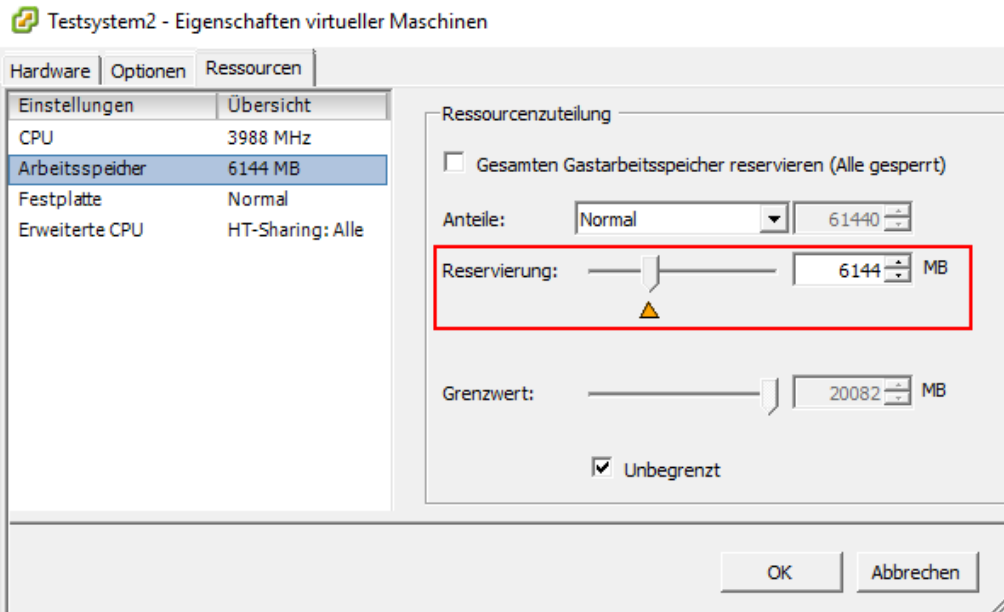 Testsystem2 - Eigenschaften virtueller Maschinen
Hardware Optionen Ressourcen
Einstellungen Übersicht
CPU 3988 MHz
Arbeitsspeicher 6144 MB
Festplatte Normal
Erweiterte CPU HT-Sharing: Alle
Ressourcenzuteilung
Gesamten Gastarbeitsspeicher reservieren (Alle gesperrt)
Anteile: Normal 61440
Reservierung: 6144 MB
Grenzwert: 20082 MB
Unbegrenzt
OK Abbrechen